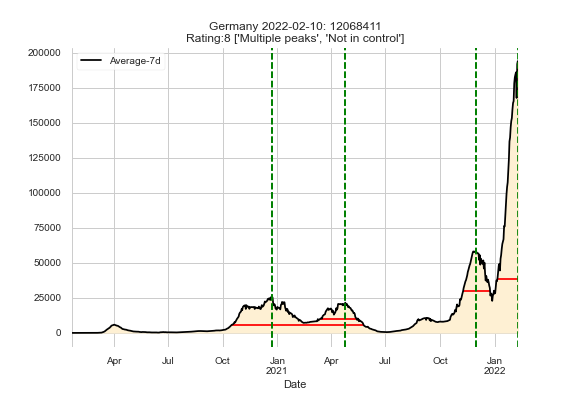 Germany 2022-02-10: 12068411
Rating:8 ['Multiple peaks', 'Not in control']
200000
Average-7d
175000
150000
125000
100000
75000
50000
25000
0
Apr Jul Oct Jan Apr Jul Oct Jan
2021 2022
Date